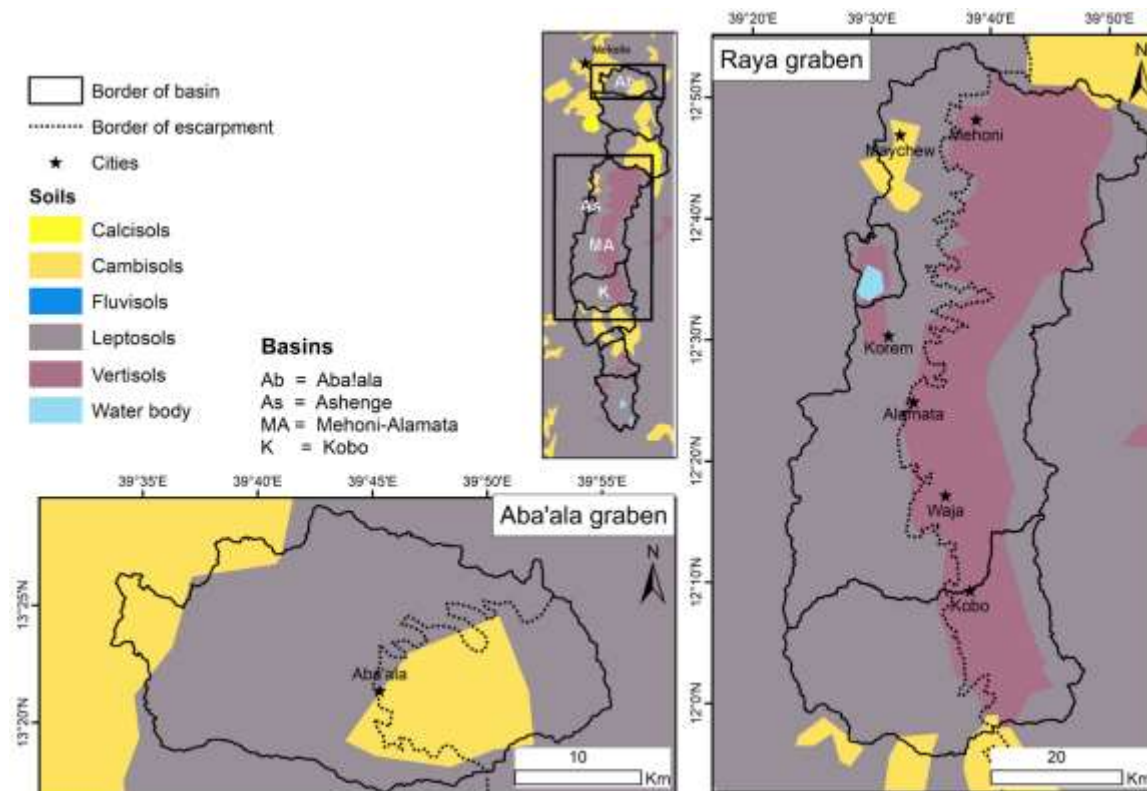 Border of basin
Border of escarpment
Cities
Soils
Calcisols
Cambisols
Fluvisols
Leptosols
Vertisols
Water body
Basins
Ab = Aba!ala
As = Ashenge
MA = Mehoni-Alamata
K = Kobo
Mekelle
Ab
As
MA
K
39°20'E 39°30'E 39°40'E 39°50'E
Raya graben
N
12°50'N
12°40'N
12°30'N
12°20'N
12°10'N
12°0'N
Mehoni
Maychew
Korem
Alamata
Waja
Kobo
20
Km
39°35'E 39°40'E 39°45'E 39°50'E 39°55'E
Aba'ala graben
N
13°25'N
13°20'N
Aba'ala
10
Km